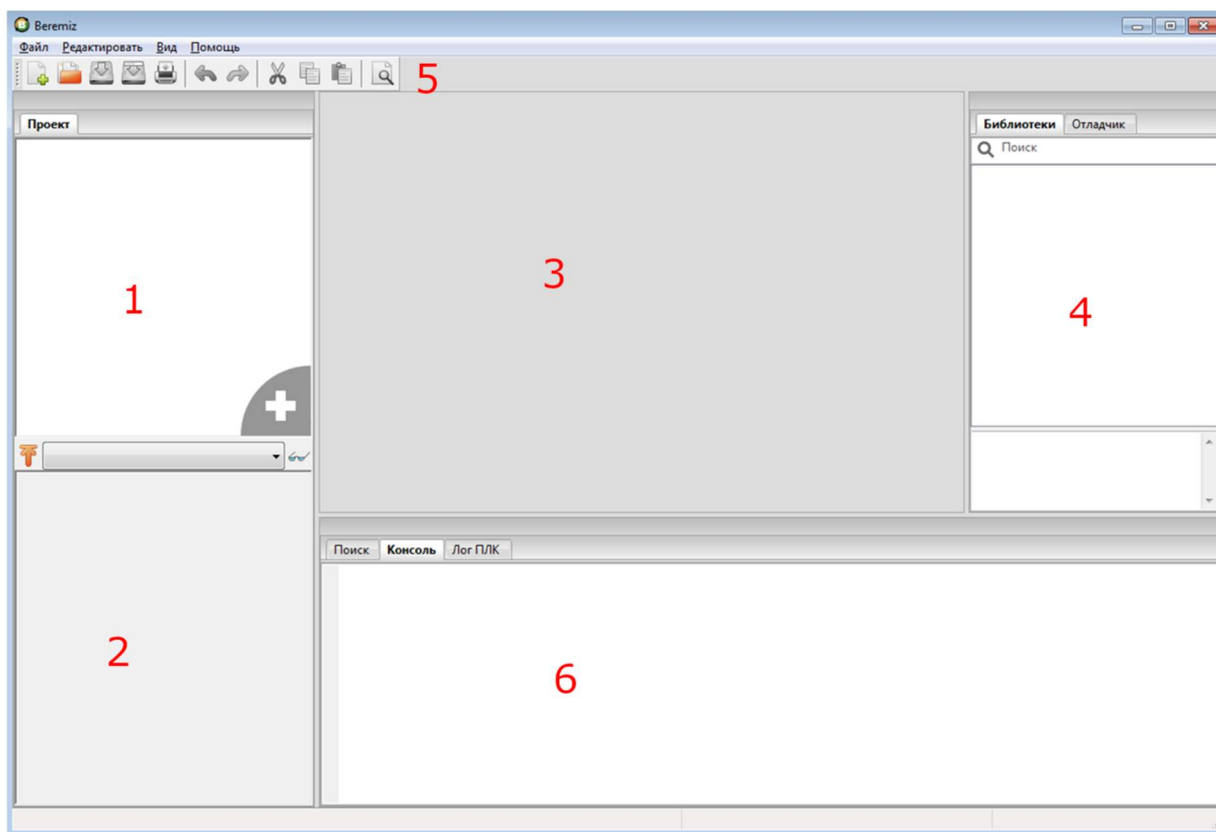 Beremiz
Файл Редактировать Вид Помощь
5
Проект
Библиотеки Отладчик
Поиск
1
3
4
2
Поиск Консоль Лог ПЛК
6